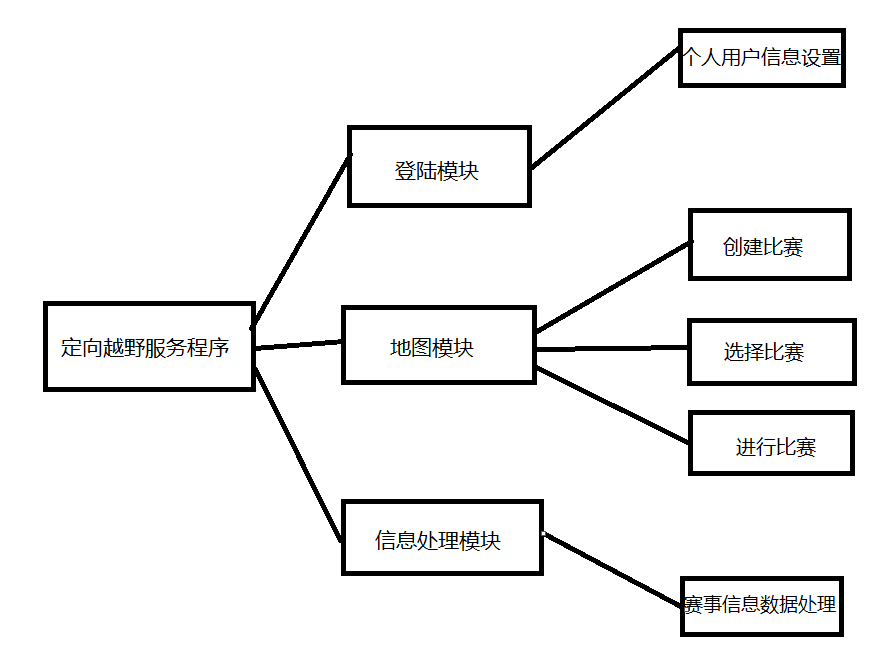 个人用户信息设置
登陆模块
创建比赛
定向越野服务程序
地图模块
选择比赛
进行比赛
信息处理模块
赛事信息数据处理